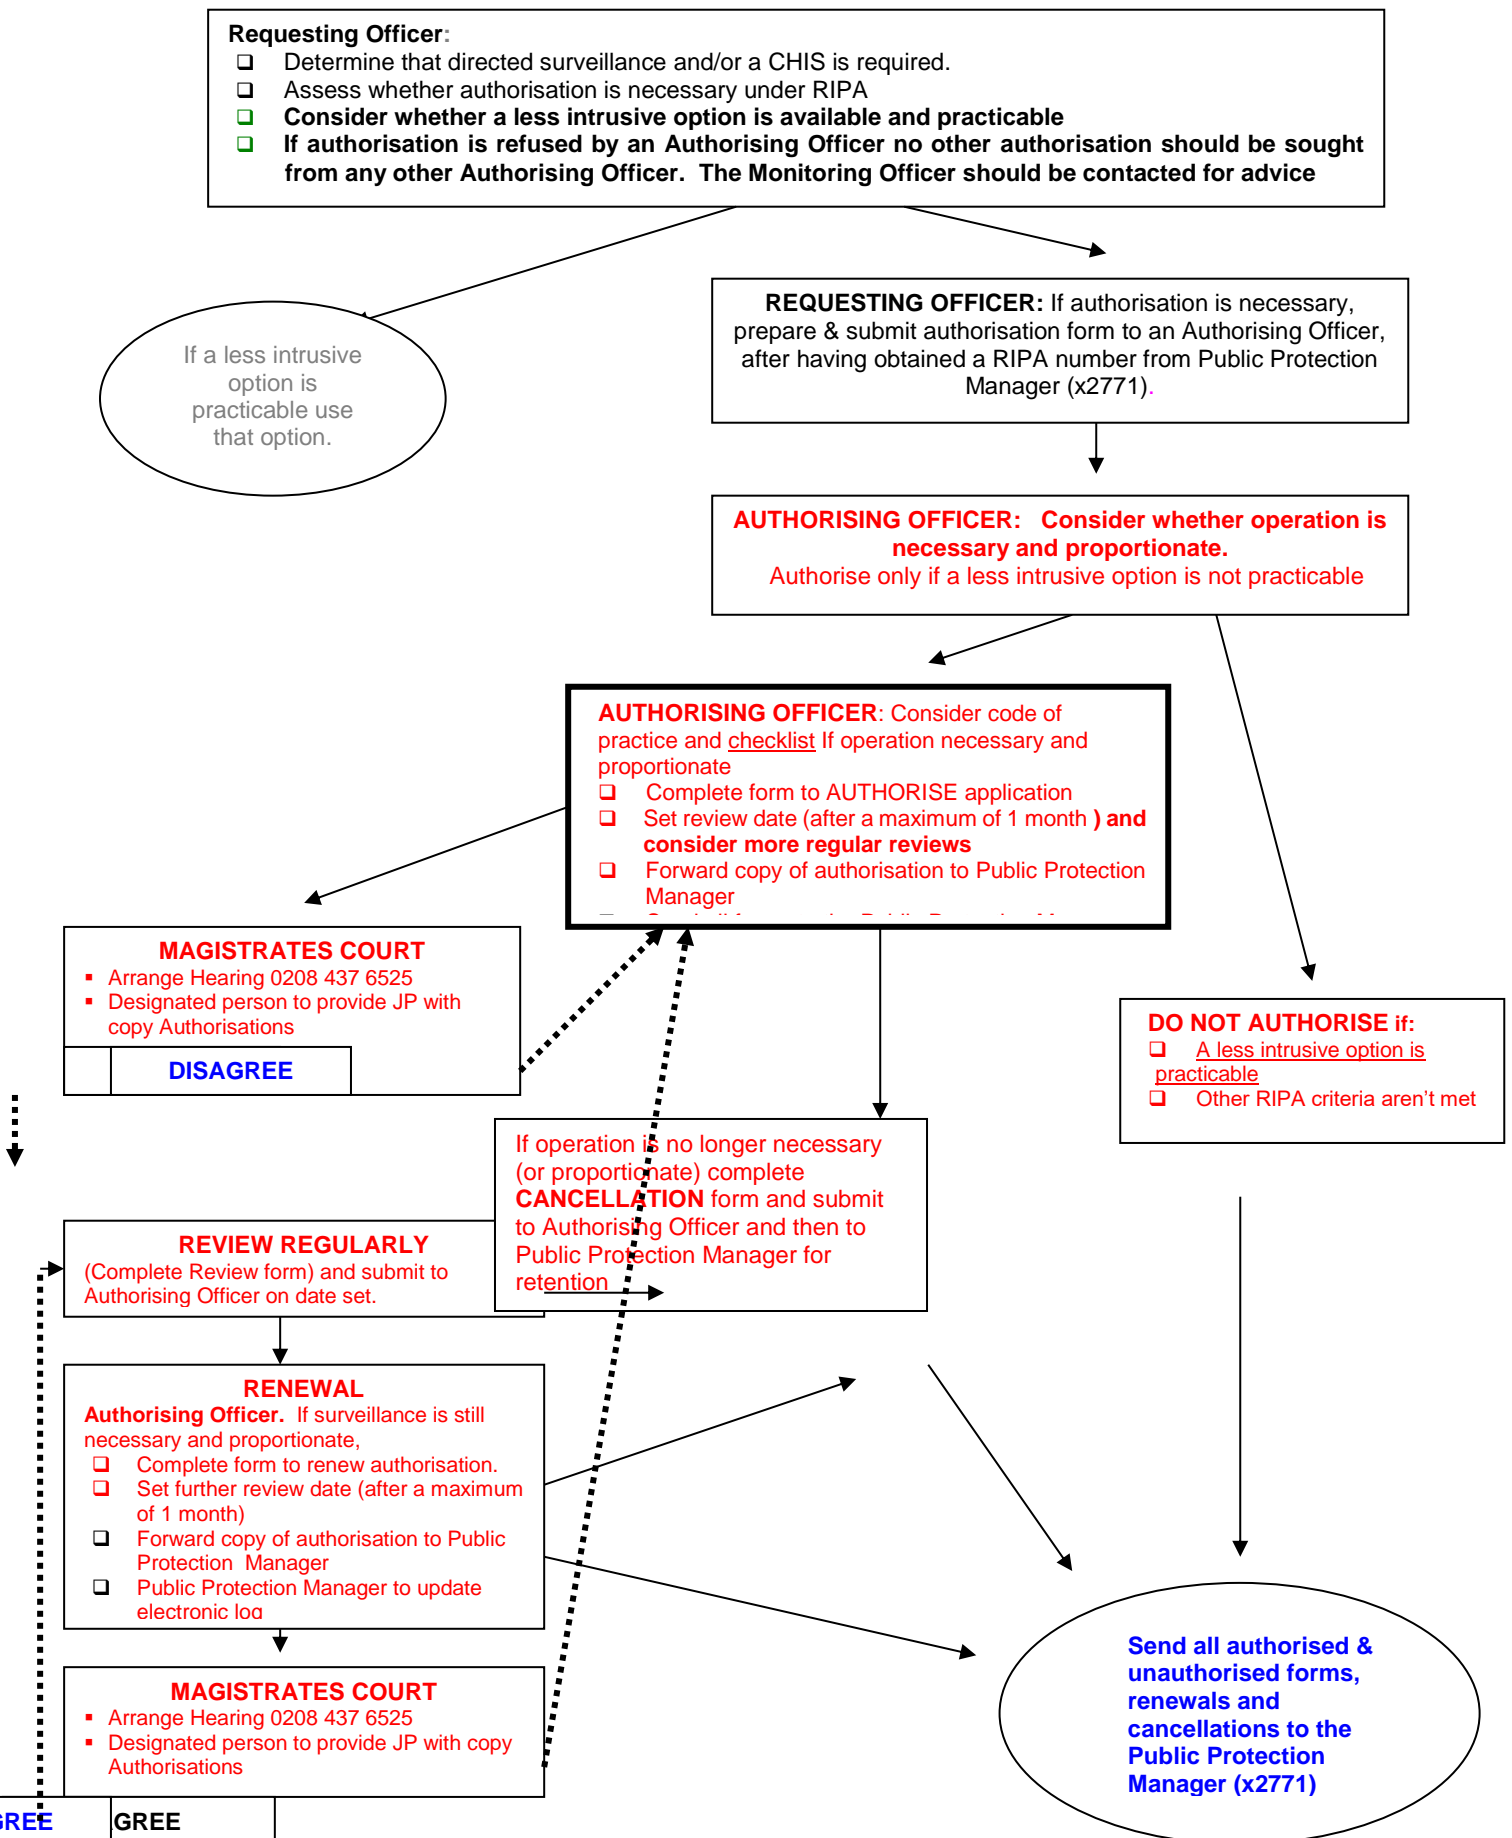 Requesting Officer:
Determine that directed surveillance and/or a CHIS is required.
Assess whether authorisation is necessary under RIPA
Consider whether a less intrusive option is available and practicable
If authorisation is refused by an Authorising Officer no other authorisation should be sought
from any other Authorising Officer. The Monitoring Officer should be contacted for advice
If a less intrusive
option is
practicable use
that option.
REQUESTING OFFICER: If authorisation is necessary,
prepare & submit authorisation form to an Authorising Officer,
after having obtained a RIPA number from Public Protection
Manager (x2771).
AUTHORISING OFFICER: Consider whether operation is
necessary and proportionate.
Authorise only if a less intrusive option is not practicable
AUTHORISING OFFICER: Consider code of
practice and checklist If operation necessary and
proportionate
Complete form to AUTHORISE application
Set review date (after a maximum of 1 month ) and
consider more regular reviews
Forward copy of authorisation to Public Protection
Manager
MAGISTRATES COURT
▪ Arrange Hearing 0208 437 6525
▪ Designated person to provide JP with
copy Authorisations
DISAGREE
DO NOT AUTHORISE if:
A less intrusive option is
practicable
Other RIPA criteria aren't met
If operation is no longer necessary
(or proportionate) complete
CANCELLATION form and submit
to Authorising Officer and then to
Public Protection Manager for
retention
REVIEW REGULARLY
(Complete Review form) and submit to
Authorising Officer on date set.
RENEWAL
Authorising Officer. If surveillance is still
necessary and proportionate,
Complete form to renew authorisation.
Set further review date (after a maximum
of 1 month)
Forward copy of authorisation to Public
Protection Manager
Public Protection Manager to update
electronic log
MAGISTRATES COURT
▪ Arrange Hearing 0208 437 6525
▪ Designated person to provide JP with copy
Authorisations
GREE
GREE
Send all authorised &
unauthorised forms,
renewals and
cancellations to the
Public Protection
Manager (x2771)